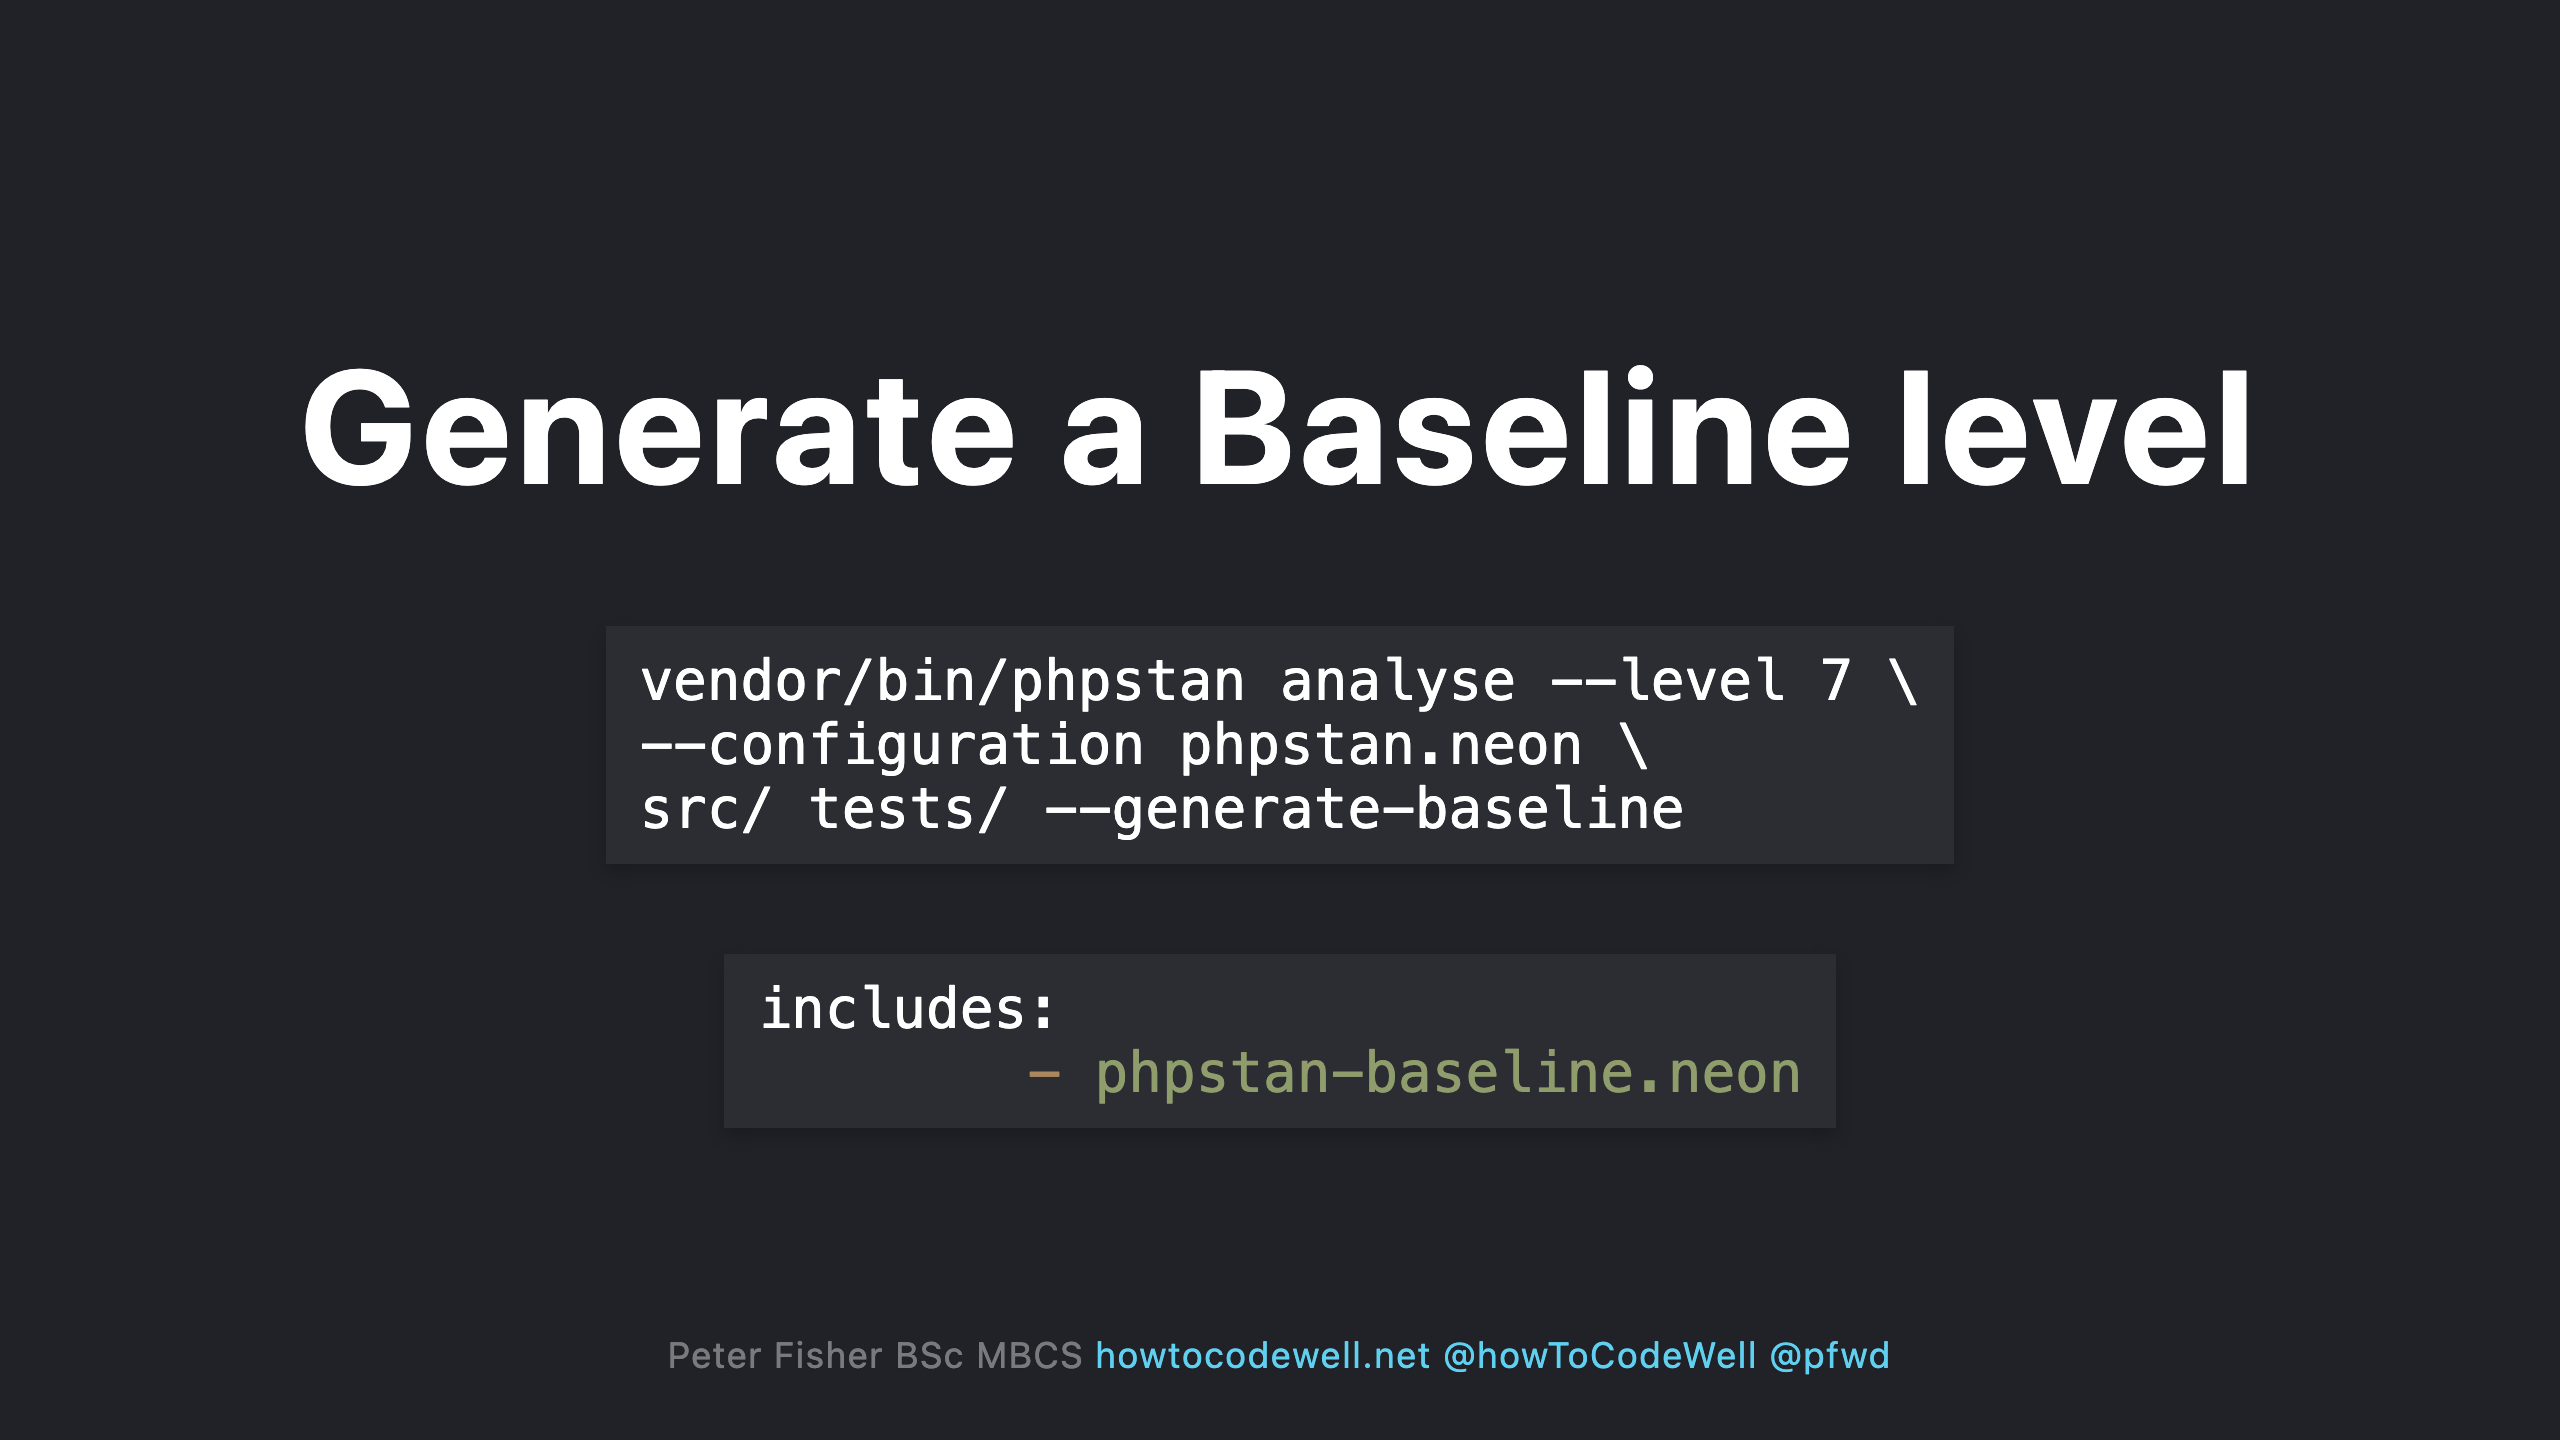 Generate a Baseline level
vendor/bin/phpstan analyse --level 7 \
--configuration phpstan.neon \
src/ tests/ --generate-baseline
includes:
        - phpstan-baseline.neon
Peter Fisher BSc MBCS howtocodewell.net @howToCodeWell @pfwd